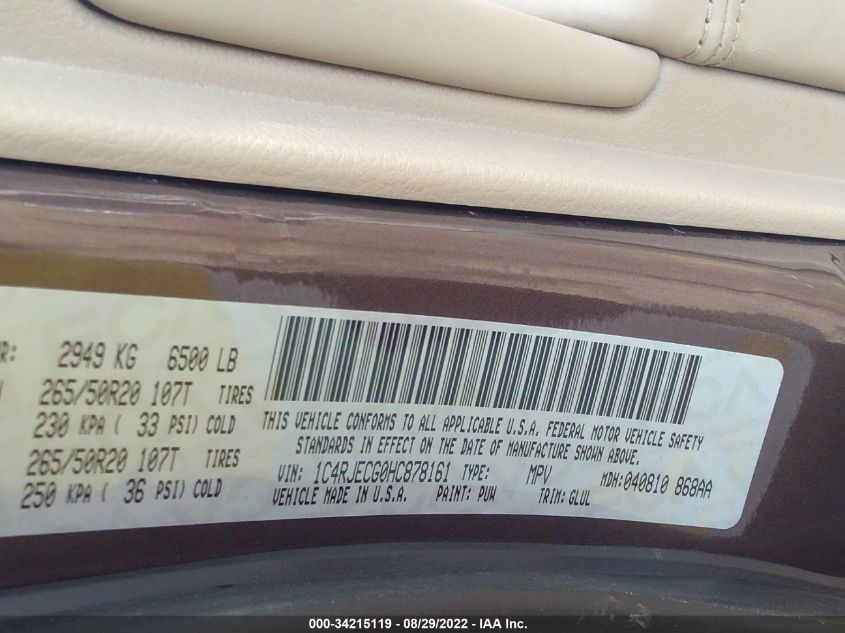 R: 2949 KG 6500 LB
265/50R20 107T TIRES
230 KPA ( 33 PSI) COLD
265/50R20 107T TIRES
250 KPA ( 36 PSI) COLD
THIS VEHICLE CONFORMS TO ALL APPLICABLE U.S.A. FEDERAL MOTOR VEHICLE SAFETY
STANDARDS IN EFFECT ON THE DATE OF MANUFACTURE SHOWN ABOVE.
VIN: 1C4RJECG0HC878161 TYPE: MPV MDH:040810 868AA
VEHICLE MADE IN U.S.A. PAINT: PUW TRIM: GLUL
000-34215119 - 08/29/2022 - IAA Inc.